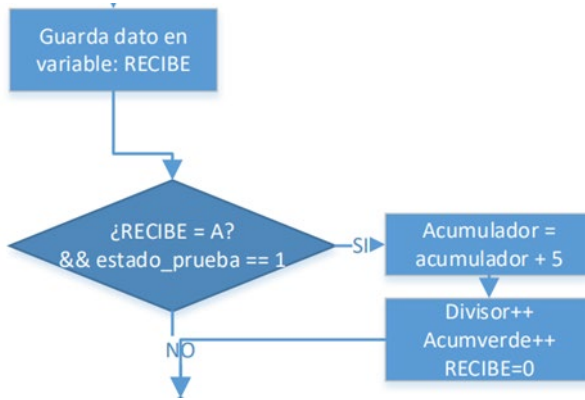 Guarda dato en
variable: RECIBE
¿RECIBE = A?
&& estado_prueba == 1
SI
Acumulador =
acumulador + 5
Divisor++
Acumverde++
RECIBE=0
NO